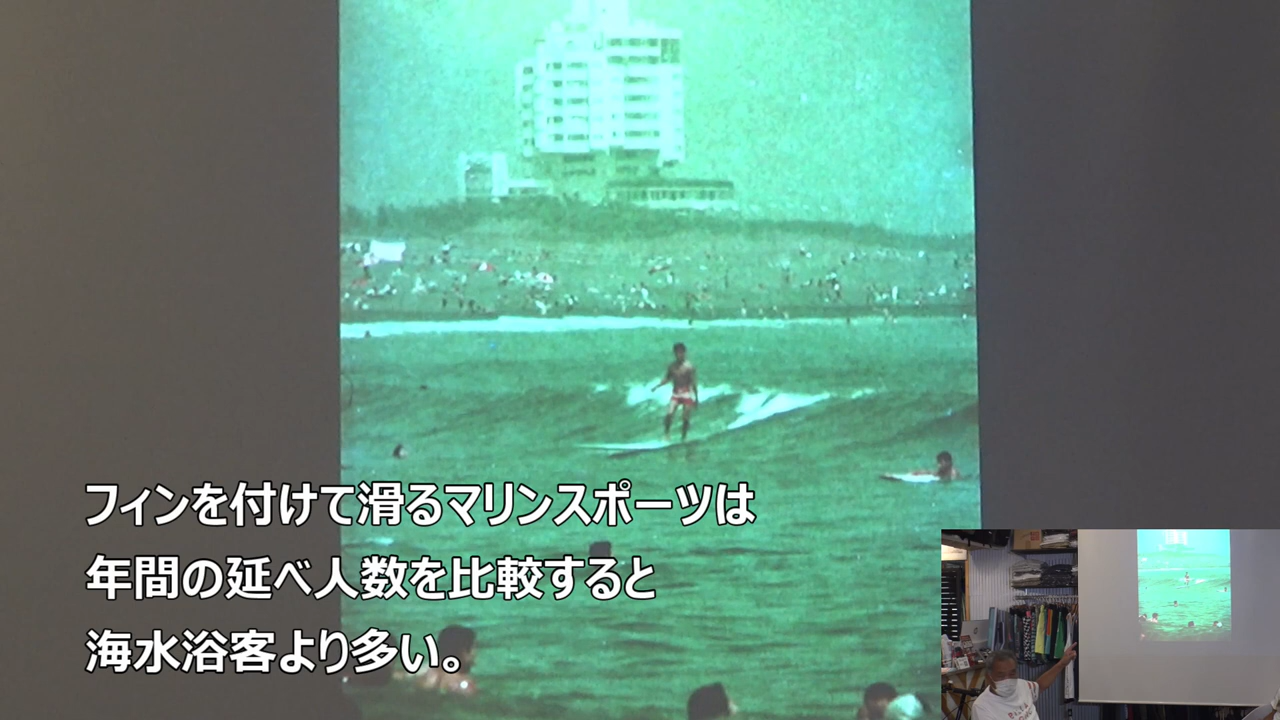 フィンを付けて滑るマリンスポーツは
年間の延べ人数を比較すると
海水浴客より多い。